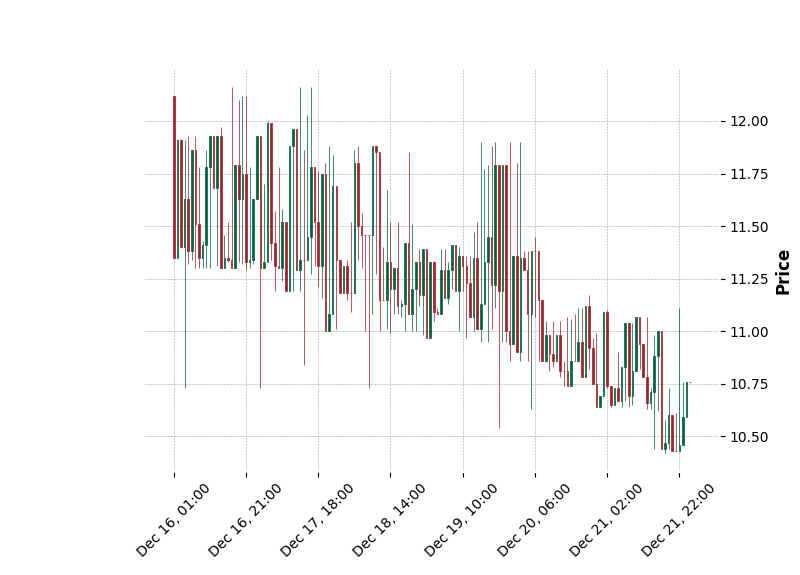 12.00
11.75
11.50
11.25
11.00
10.75
10.50
Price
Dec 16, 01:00
Dec 16, 21:00
Dec 17, 18:00
Dec 18, 14:00
Dec 19, 10:00
Dec 20, 06:00
Dec 21, 02:00
Dec 21, 22:00